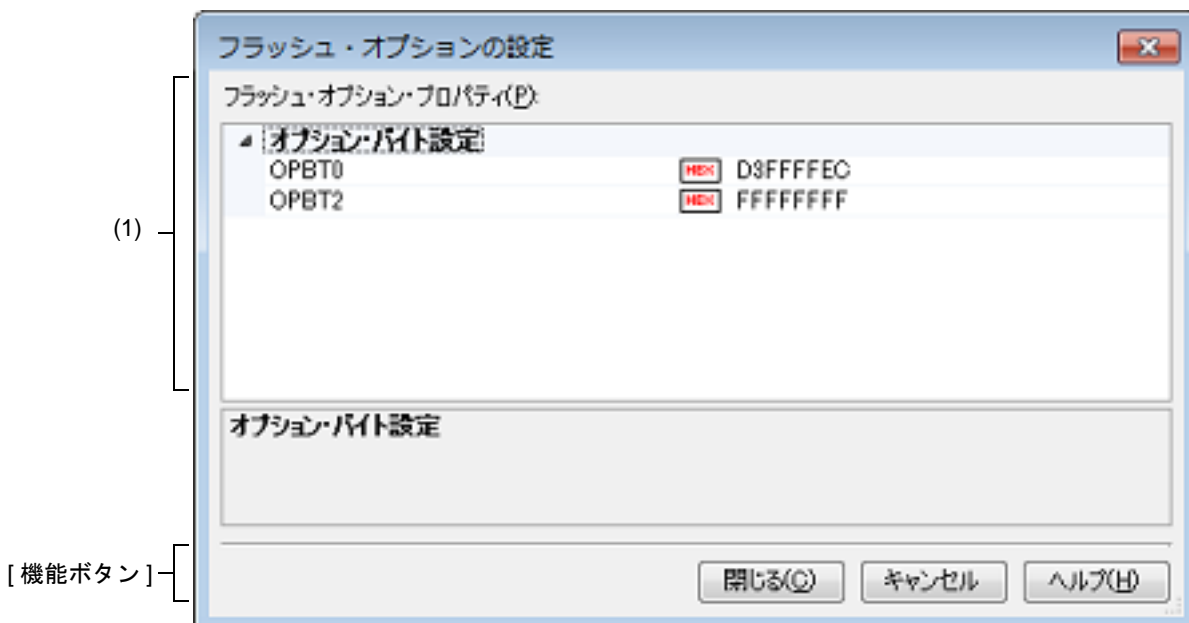 フラッシュ・オプションの設定
(1)
フラッシュ・オプション・プロパティ(P):
オプション・バイト設定
OPBT0 HEX D3FFFFEC
OPBT2 HEX FFFFFFFF
オプション・バイト設定
[ 機能ボタン ]
閉じる(C) キャンセル ヘルプ(H)